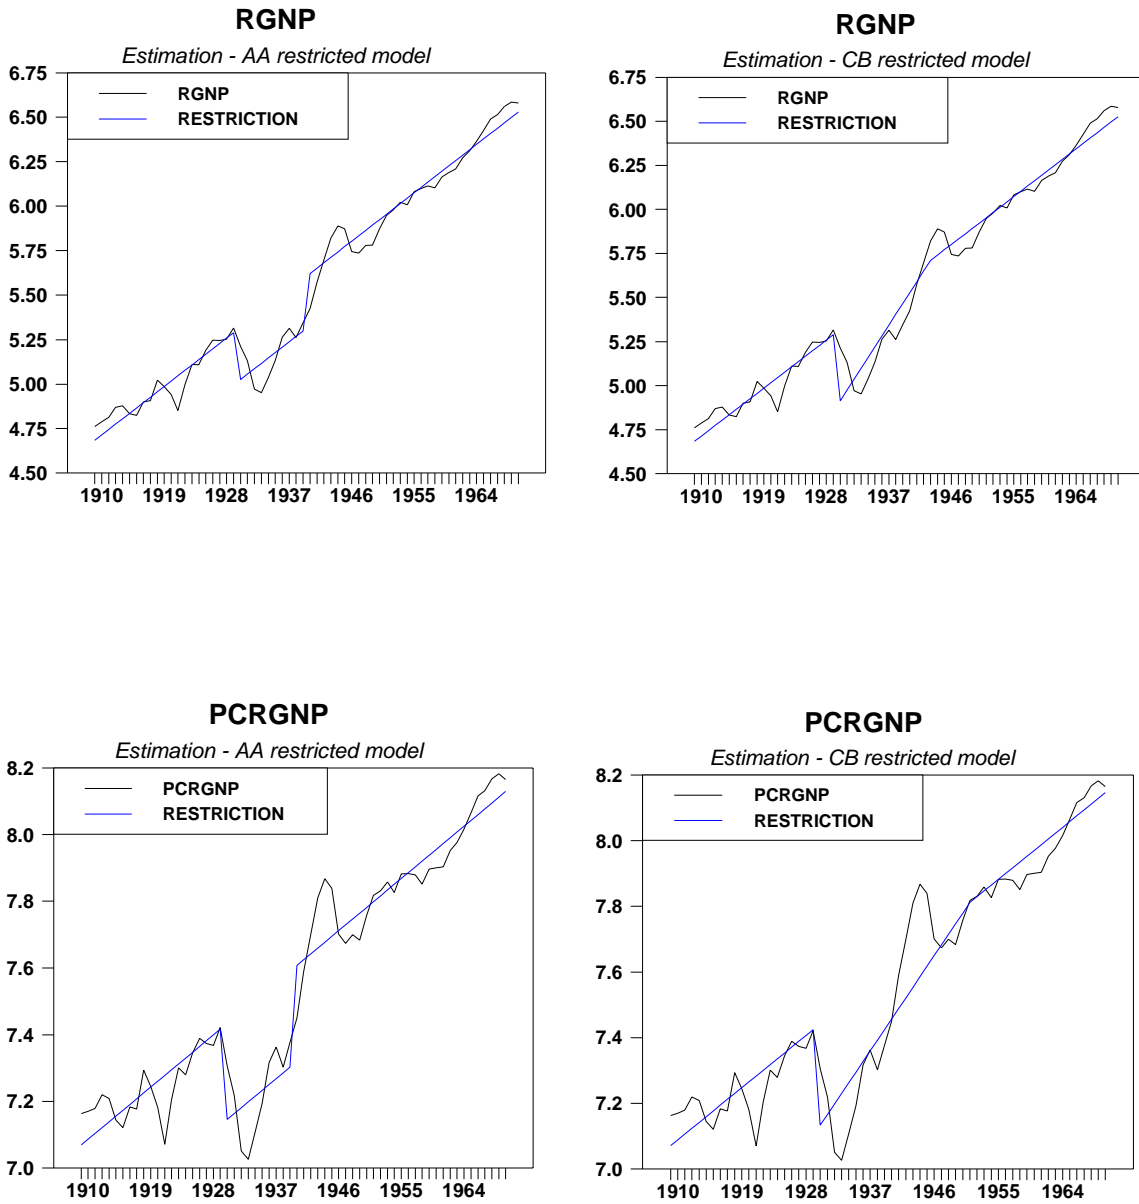 RGNP
Estimation - AA restricted model
RGNP
RESTRICTION
6.75
6.50
6.25
6.00
5.75
5.50
5.25
5.00
4.75
4.50
1910 1919 1928 1937 1946 1955 1964
RGNP
Estimation - CB restricted model
RGNP
RESTRICTION
6.75
6.50
6.25
6.00
5.75
5.50
5.25
5.00
4.75
4.50
1910 1919 1928 1937 1946 1955 1964
PCRGNP
Estimation - AA restricted model
PCRGNP
RESTRICTION
8.2
8.0
7.8
7.6
7.4
7.2
7.0
1910 1919 1928 1937 1946 1955 1964
PCRGNP
Estimation - CB restricted model
PCRGNP
RESTRICTION
8.2
8.0
7.8
7.6
7.4
7.2
7.0
1910 1919 1928 1937 1946 1955 1964